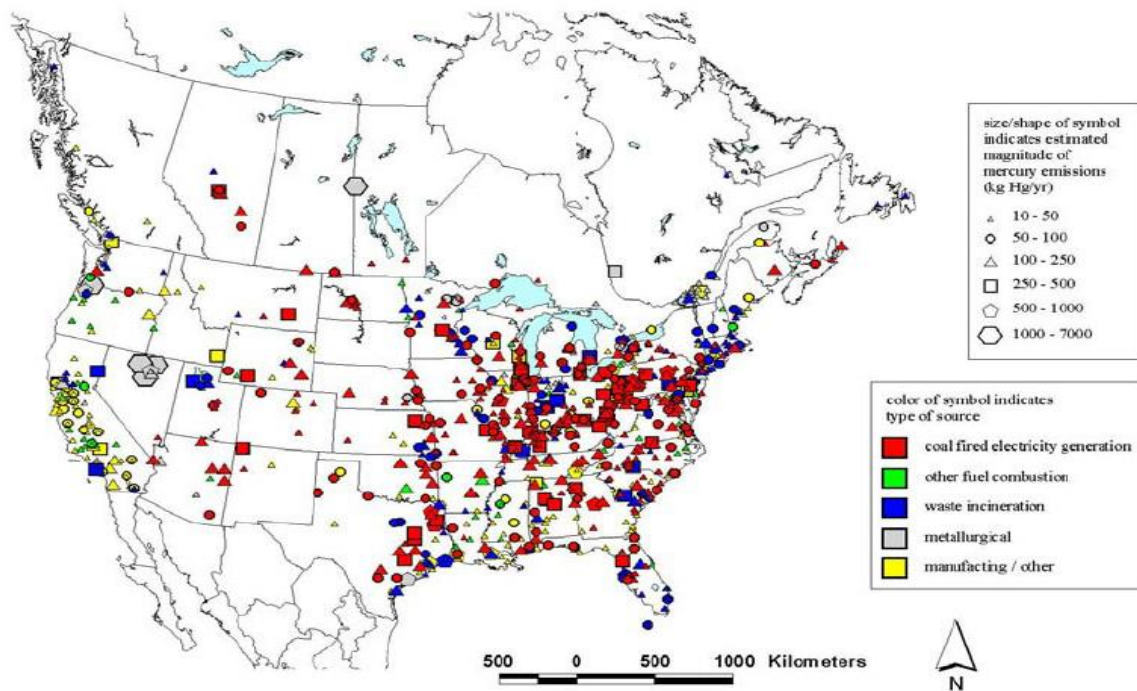 size/shape of symbol
indicates estimated
magnitude of
mercury emissions
(kg Hg/yr)
10 - 50
50 - 100
100 - 250
250 - 500
500 - 1000
1000 - 7000
color of symbol indicates
type of source
coal fired electricity generation
other fuel combustion
waste incineration
metallurgical
manufacting / other
500 0 500 1000 Kilometers
N